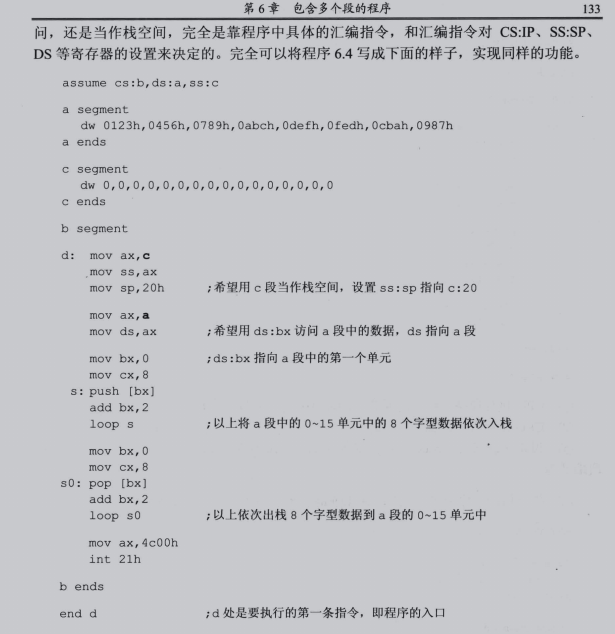 第 6 章 包含多个段的程序 133
问，还是当作栈空间，完全是靠程序中具体的汇编指令，和汇编指令对 CS:IP、SS:SP、
DS 等寄存器的设置来决定的。完全可以将程序 6.4 写成下面的样子，实现同样的功能。
assume cs:b,ds:a,ss:c
a segment
dw 0123h,0456h,0789h,0abch,0defh,0fedh,0cbah,0987h
a ends
c segment
dw 0,0,0,0,0,0,0,0,0,0,0,0,0,0,0,0
c ends
b segment
d: mov ax,c
mov ss,ax
mov sp,20h ;希望用 c 段当作栈空间，设置 ss:sp 指向 c:20
mov ax,a
mov ds,ax ;希望用 ds:bx 访问 a 段中的数据，ds 指向 a 段
mov bx,0 ;ds:bx 指向 a 段中的第一个单元
mov cx,8
s: push [bx]
add bx,2
loop s ;以上将 a 段中的 0~15 单元中的 8 个字型数据依次入栈
mov bx,0
mov cx,8
s0: pop [bx]
add bx,2
loop s0 ;以上依次出栈 8 个字型数据到 a 段的 0~15 单元中
mov ax,4c00h
int 21h
b ends
end d ;d 处是要执行的第一条指令，即程序的入口